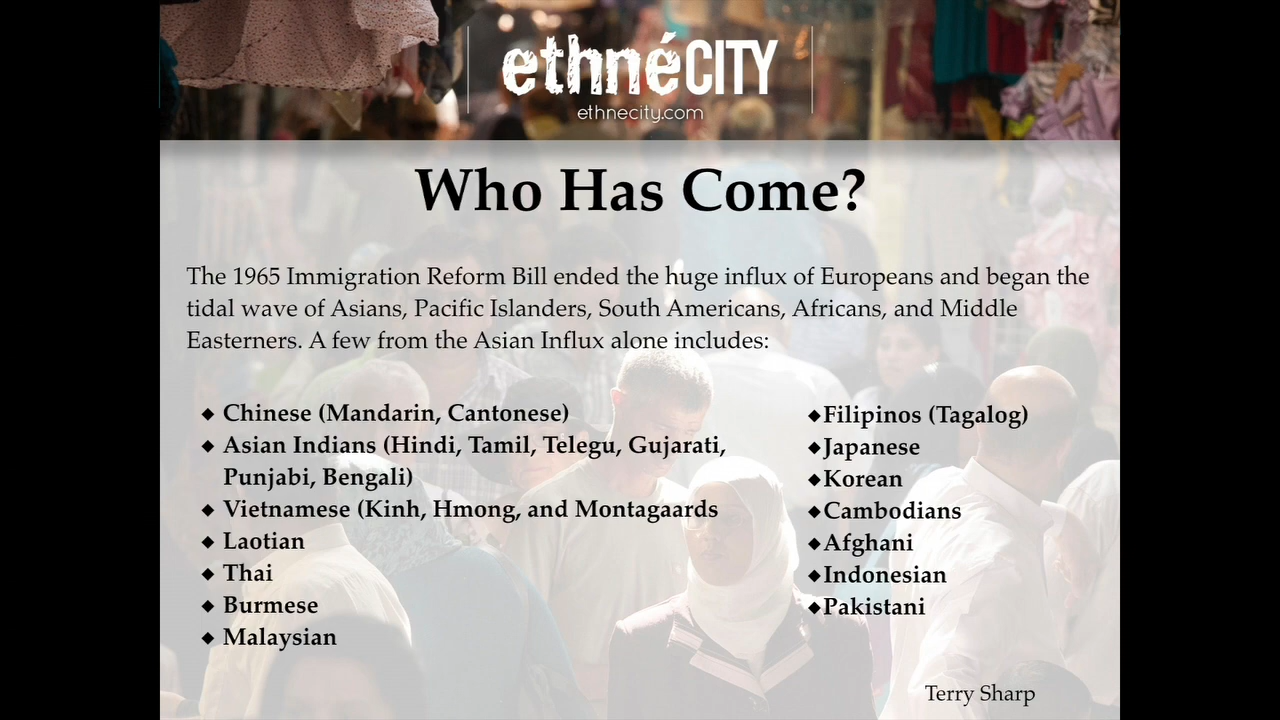 ethnéCITY
ethnecity.com
Who Has Come?
The 1965 Immigration Reform Bill ended the huge influx of Europeans and began the
tidal wave of Asians, Pacific Islanders, South Americans, Africans, and Middle
Easterners. A few from the Asian Influx alone includes:
◆ Chinese (Mandarin, Cantonese)
◆ Asian Indians (Hindi, Tamil, Telegu, Gujarati,
Punjabi, Bengali)
◆ Vietnamese (Kinh, Hmong, and Montagaards
◆ Laotian
◆ Thai
◆ Burmese
◆ Malaysian
◆Filipinos (Tagalog)
◆Japanese
◆Korean
◆Cambodians
◆Afghani
◆Indonesian
◆Pakistani
Terry Sharp